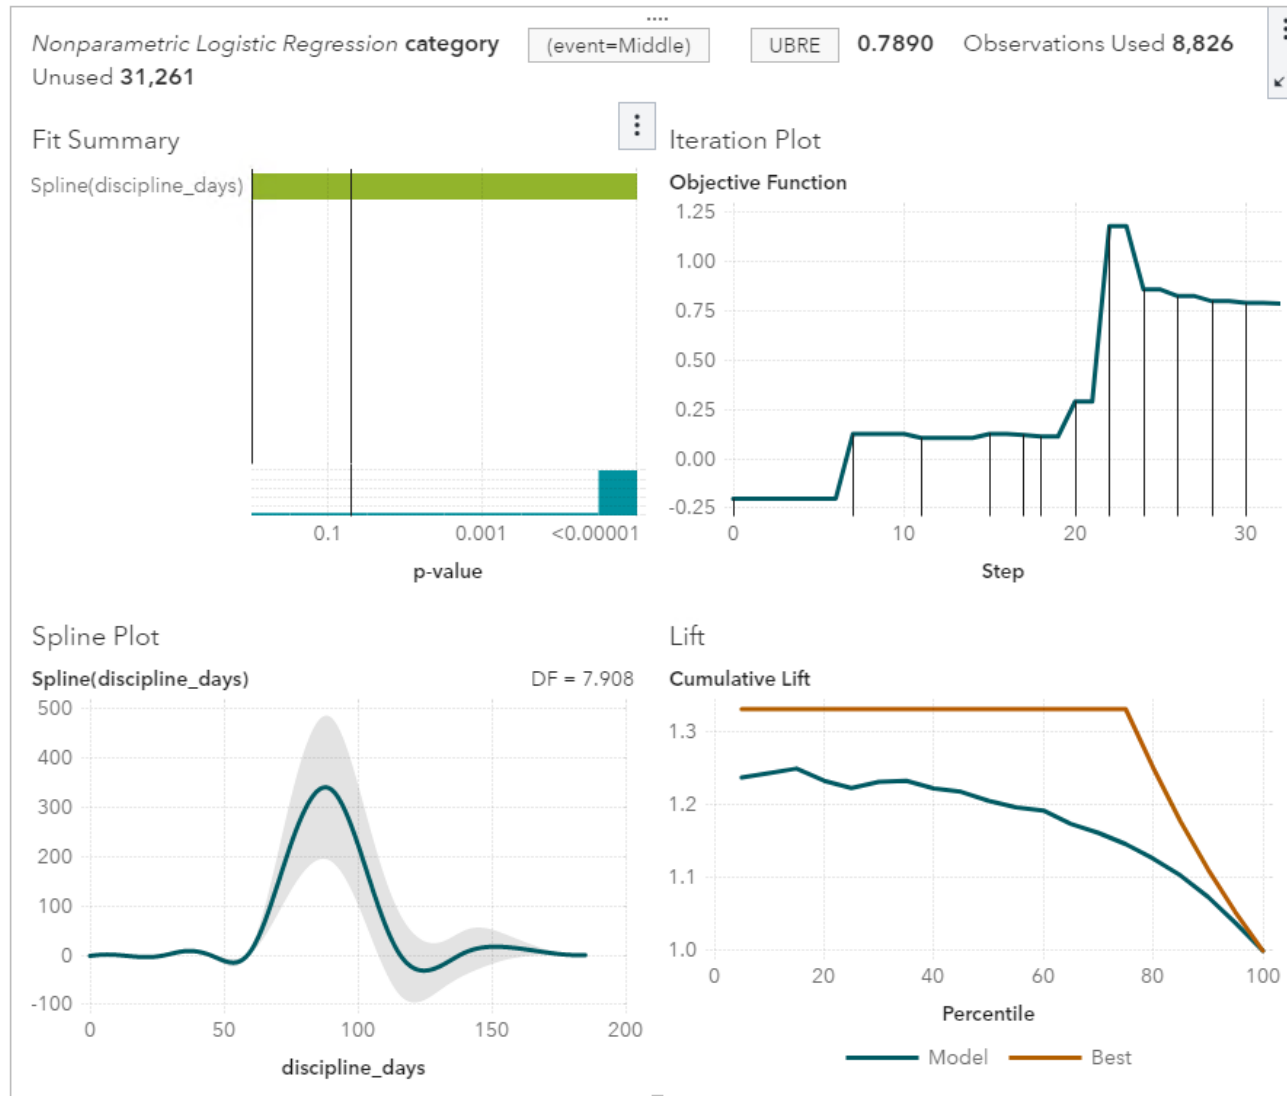 Nonparametric Logistic Regression category (event=Middle) UBRE 0.7890 Observations Used 8,826
Unused 31,261
Fit Summary
Spline(discipline_days)
0.1 0.001 <0.00001
p-value
Iteration Plot
Objective Function
1.25
1.00
0.75
0.50
0.25
0.00
-0.25
0 10 20 30
Step
Spline Plot
Spline(discipline_days) DF = 7.908
500
400
300
200
100
0
-100
0 50 100 150 200
discipline_days
Lift
Cumulative Lift
1.3
1.2
1.1
1.0
0 20 40 60 80 100
Percentile
Model Best